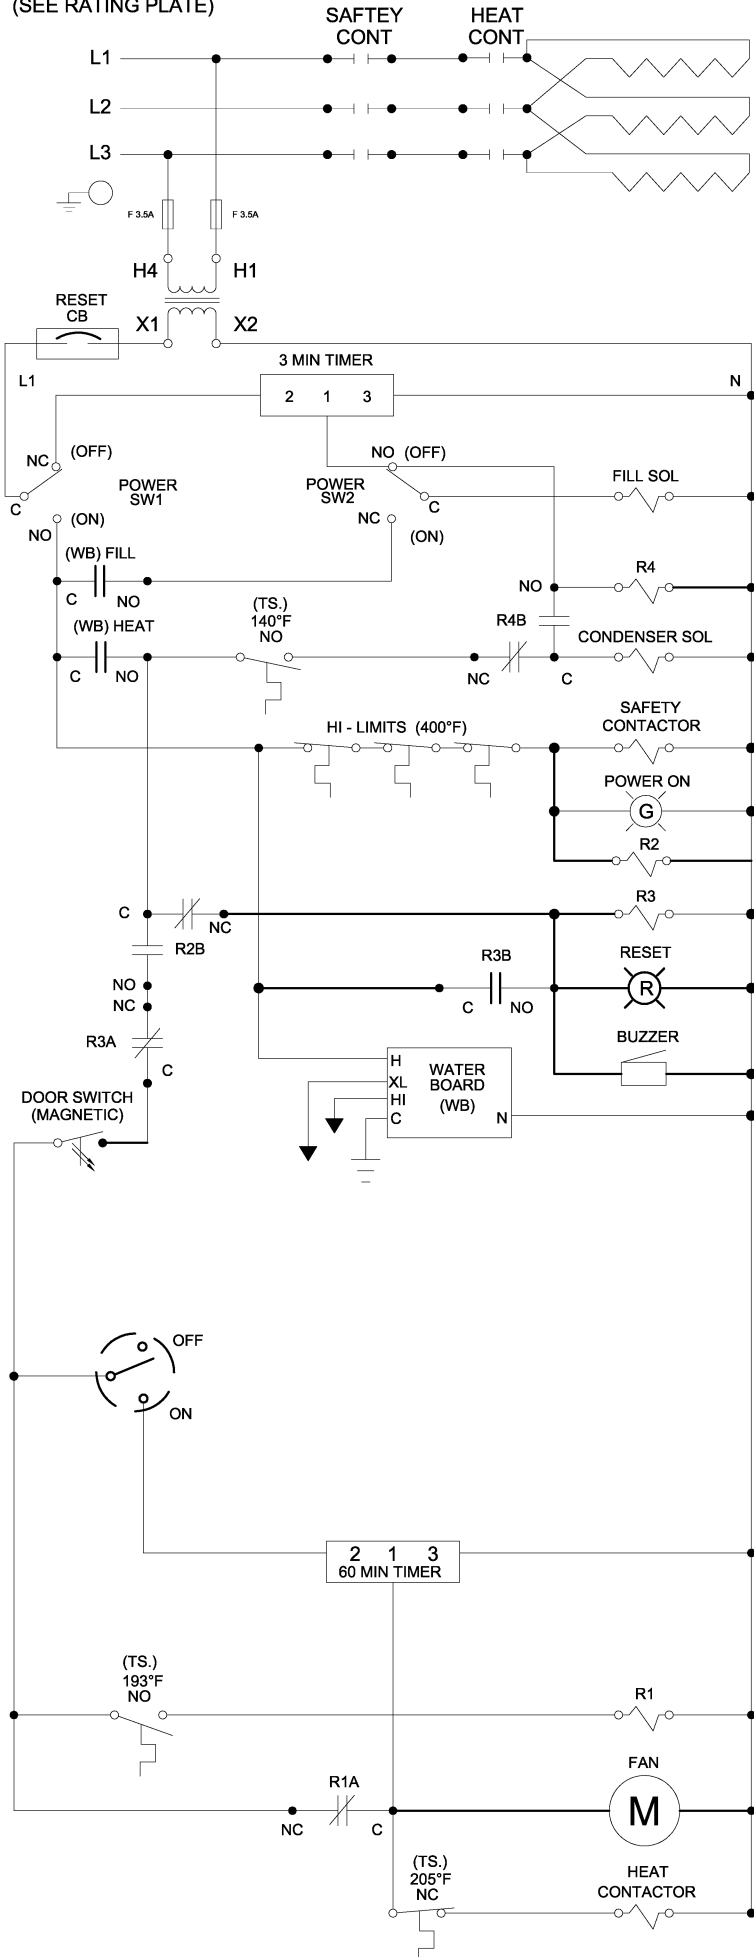 (SEE RATING PLATE)
SAFTEY
CONT
HEAT
CONT
L1
L2
L3
F 3.5A
F 3.5A
H4
H1
RESET
CB
X1
X2
L1
3 MIN TIMER
2 1 3
N
NC
(OFF)
POWER
SW1
C
(ON)
NO
NO (OFF)
POWER
SW2
C
NC
(ON)
FILL SOL
(WB) FILL
C
NO
R4
NO
(TS.)
140°F
NO
R4B
(WB) HEAT
C
NO
NC
C
CONDENSER SOL
HI - LIMITS (400°F)
SAFETY
CONTACTOR
POWER ON
G
R2
C
NC
R2B
R3
NO
NC
R3B
C
NO
RESET
R
R3A
C
BUZZER
DOOR SWITCH
(MAGNETIC)
H
XL
HI
C
WATER
BOARD
(WB)
N
OFF
ON
2 1 3
60 MIN TIMER
(TS.)
193°F
NO
R1
FAN
M
R1A
NC
C
(TS.)
205°F
NC
HEAT
CONTACTOR